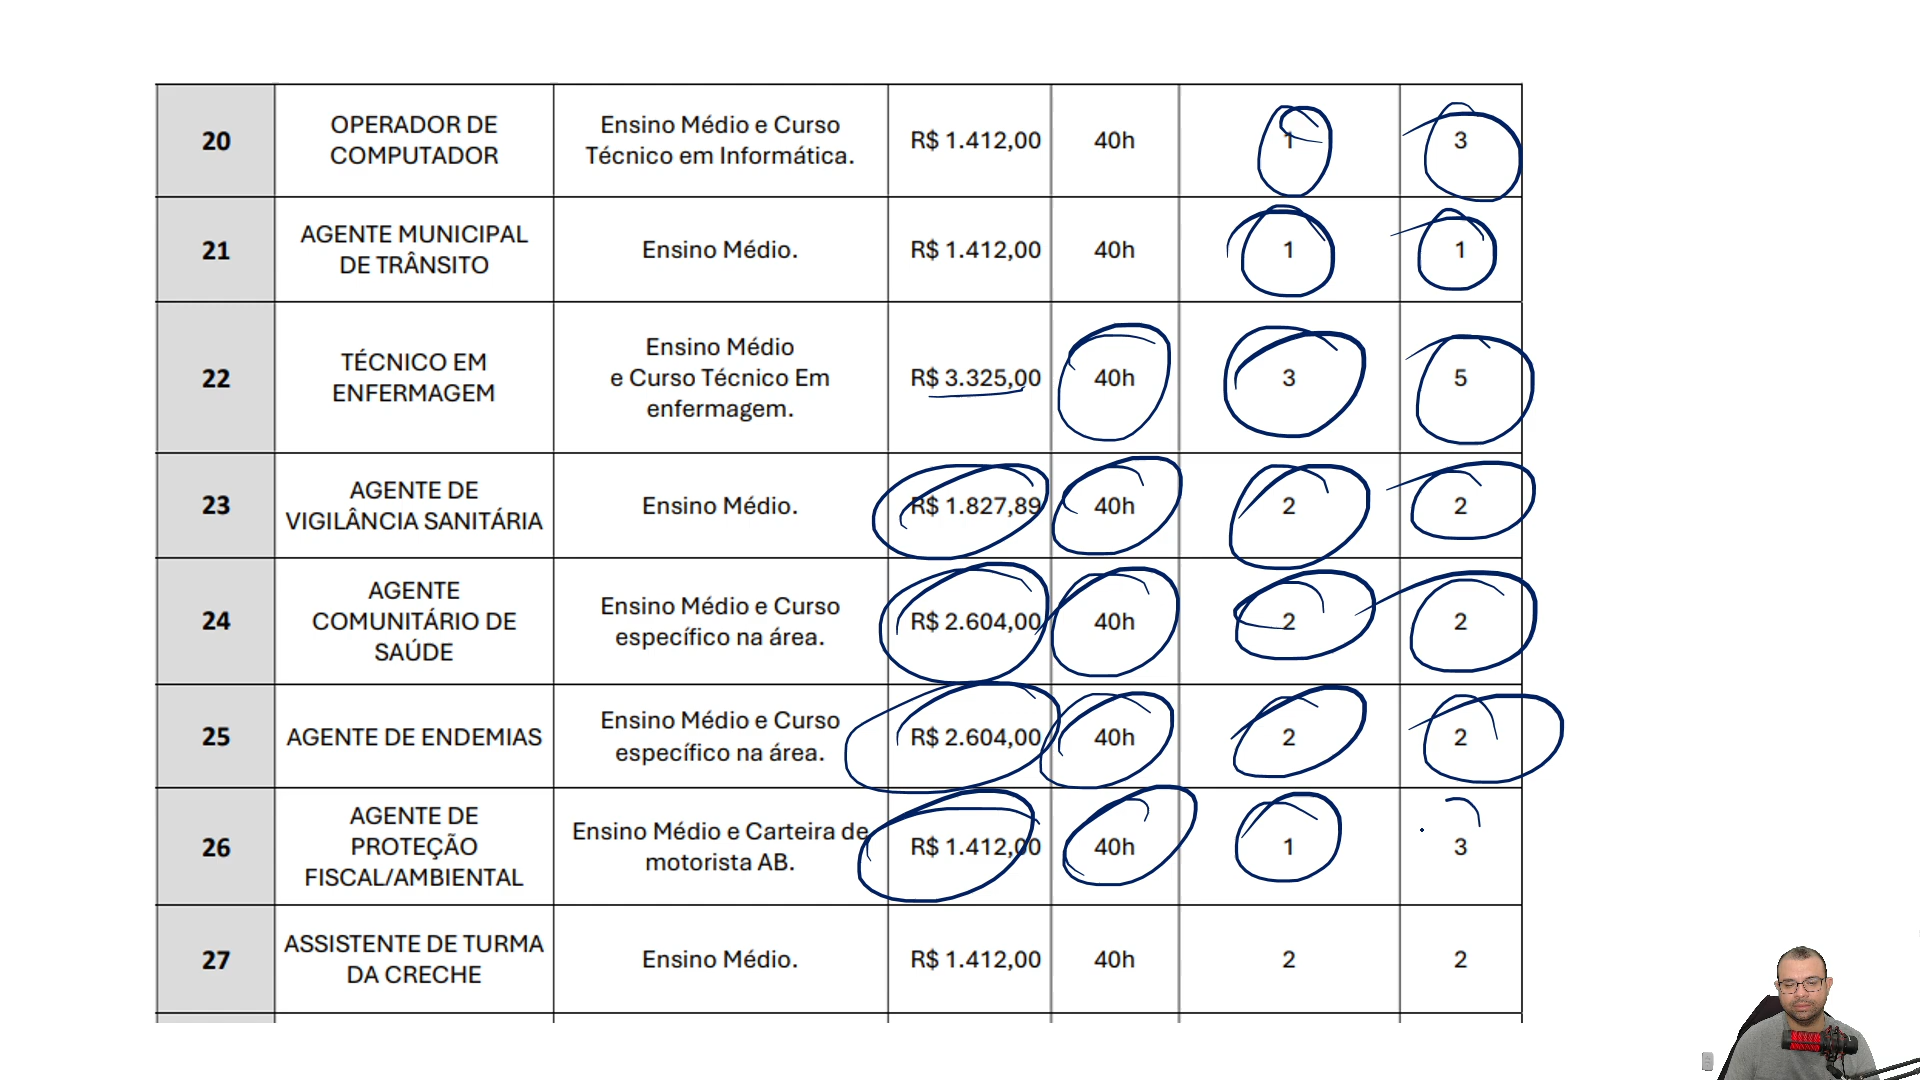 20
OPERADOR DE
COMPUTADOR
Ensino Médio e Curso
Técnico em Informática.
R$ 1.412,00
40h
1
3
21
AGENTE MUNICIPAL
DE TRÂNSITO
Ensino Médio.
R$ 1.412,00
40h
1
1
22
TÉCNICO EM
ENFERMAGEM
Ensino Médio
e Curso Técnico Em
enfermagem.
R$ 3.325,00
40h
3
5
23
AGENTE DE
VIGILÂNCIA SANITÁRIA
Ensino Médio.
R$ 1.827,89
40h
2
2
24
AGENTE
COMUNITÁRIO DE
SAÚDE
Ensino Médio e Curso
específico na área.
R$ 2.604,00
40h
2
2
25
AGENTE DE ENDEMIAS
Ensino Médio e Curso
específico na área.
R$ 2.604,00
40h
2
2
26
AGENTE DE
PROTEÇÃO
FISCAL/AMBIENTAL
Ensino Médio e Carteira de
motorista AB.
R$ 1.412,00
40h
1
3
27
ASSISTENTE DE TURMA
DA CRECHE
Ensino Médio.
R$ 1.412,00
40h
2
2